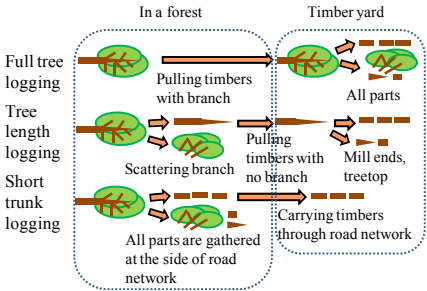 In a forest
Timber yard
Full tree
logging
Pulling timbers
with branch
All parts
Tree
length
logging
Scattering branch
Pulling
timbers with
no branch
Mill ends,
treetop
Short
trunk
logging
All parts are gathered
at the side of road
network
Carrying timbers
through road network